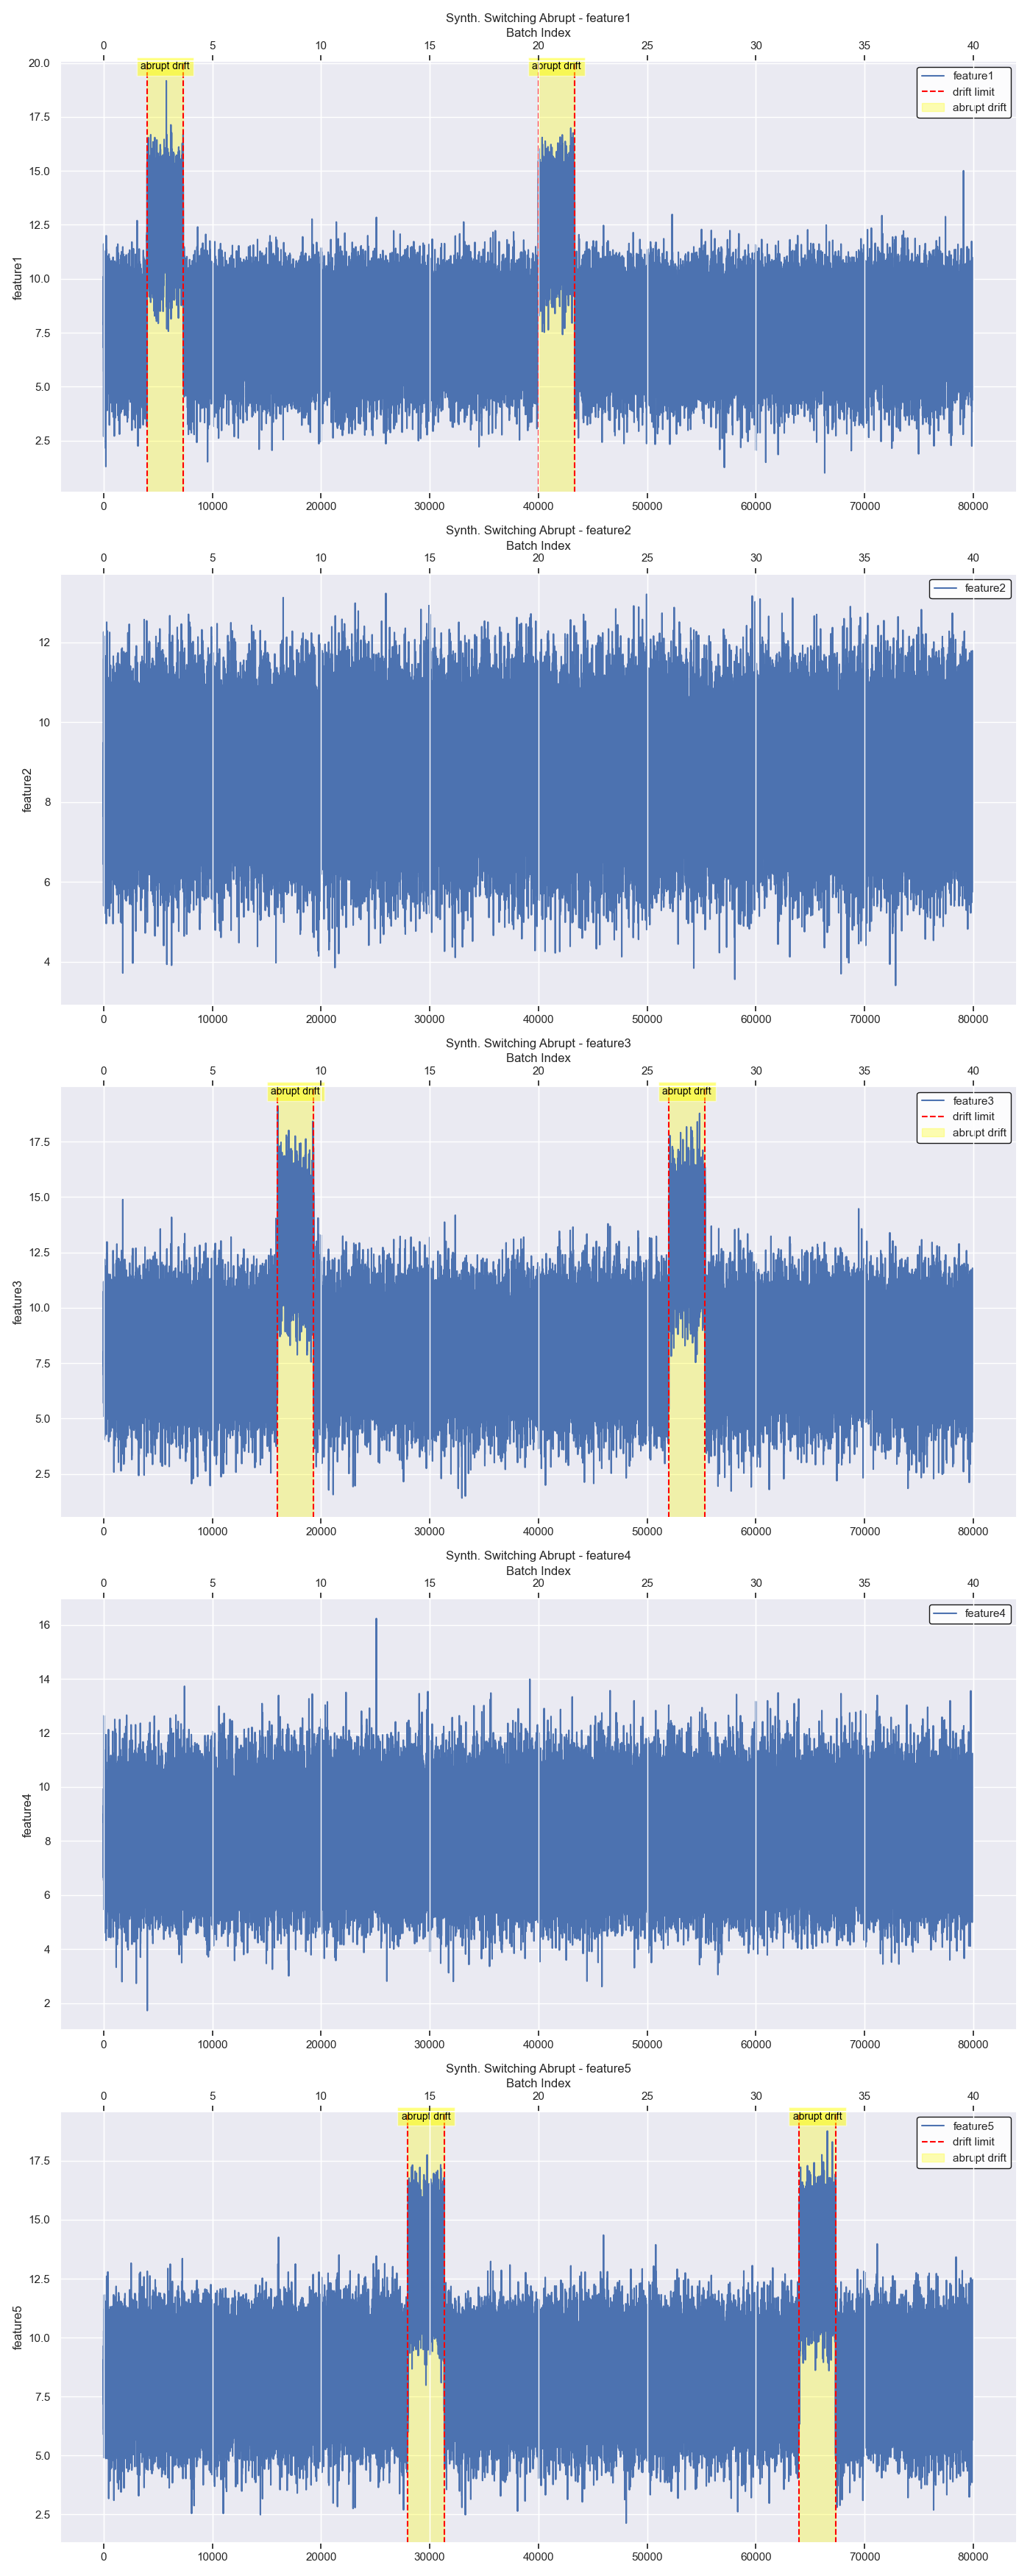 Synth. Switching Abrupt - feature1
Batch Index
0 5 10 15 20 25 30 35 40
abrupt drift abrupt drift
feature1
drift limit
abrupt drift
20.0
17.5
15.0
12.5
10.0
7.5
5.0
2.5
feature1
0 10000 20000 30000 40000 50000 60000 70000 80000
Synth. Switching Abrupt - feature2
Batch Index
0 5 10 15 20 25 30 35 40
feature2
12
10
8
6
4
feature2
0 10000 20000 30000 40000 50000 60000 70000 80000
Synth. Switching Abrupt - feature3
Batch Index
0 5 10 15 20 25 30 35 40
abrupt drift abrupt drift
feature3
drift limit
abrupt drift
17.5
15.0
12.5
10.0
7.5
5.0
2.5
feature3
0 10000 20000 30000 40000 50000 60000 70000 80000
Synth. Switching Abrupt - feature4
Batch Index
0 5 10 15 20 25 30 35 40
feature4
16
14
12
10
8
6
4
2
feature4
0 10000 20000 30000 40000 50000 60000 70000 80000
Synth. Switching Abrupt - feature5
Batch Index
0 5 10 15 20 25 30 35 40
abrupt drift abrupt drift
feature5
drift limit
abrupt drift
17.5
15.0
12.5
10.0
7.5
5.0
2.5
feature5
0 10000 20000 30000 40000 50000 60000 70000 80000